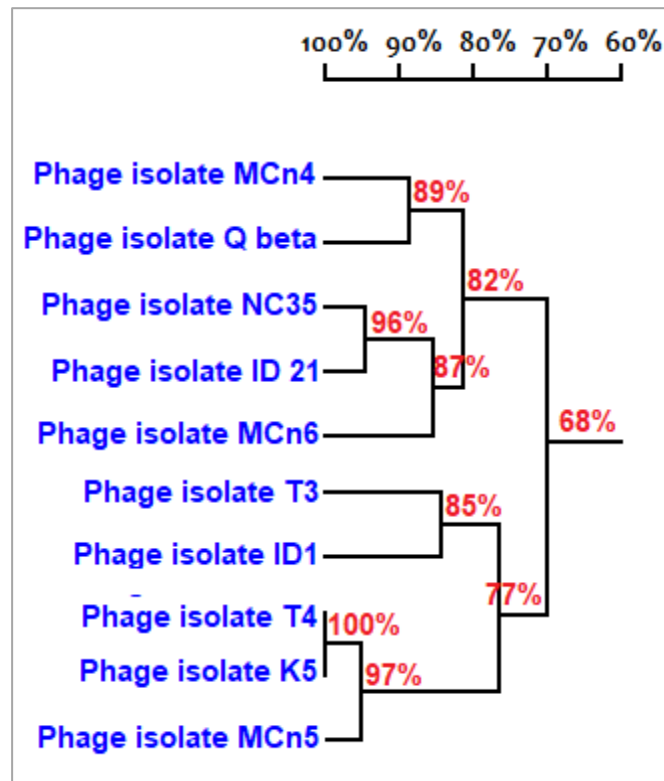 100% 90% 80% 70% 60%
Phage isolate MCn4
89%
Phage isolate Q beta
82%
Phage isolate NC35
96%
Phage isolate ID 21
87%
Phage isolate MCn6
68%
Phage isolate T3
85%
Phage isolate ID1
77%
Phage isolate T4
100%
Phage isolate K5
97%
Phage isolate MCn5